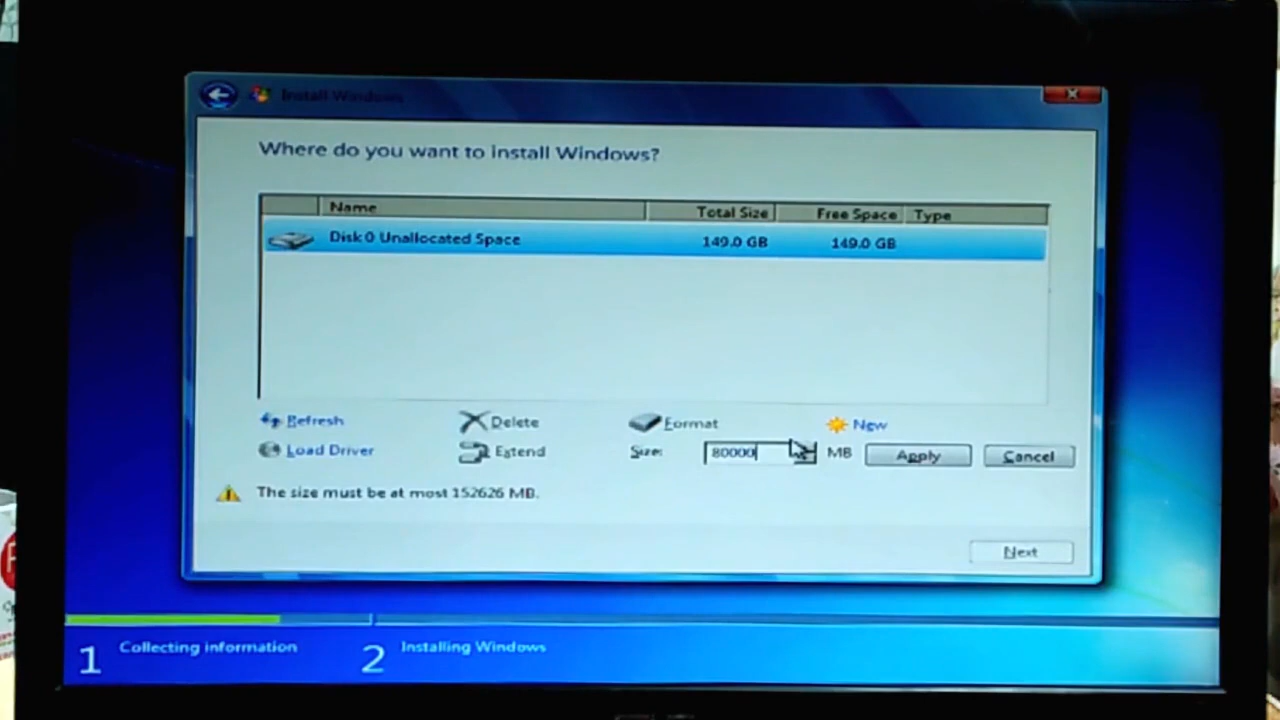 Install Windows
Where do you want to install Windows?
Name Total Size Free Space Type
Disk 0 Unallocated Space 149.0 GB 149.0 GB
Refresh Delete Format New
Load Driver Extend Size: 80000 MB Apply Cancel
The size must be at most 152626 MB.
Next
1 Collecting information 2 Installing Windows